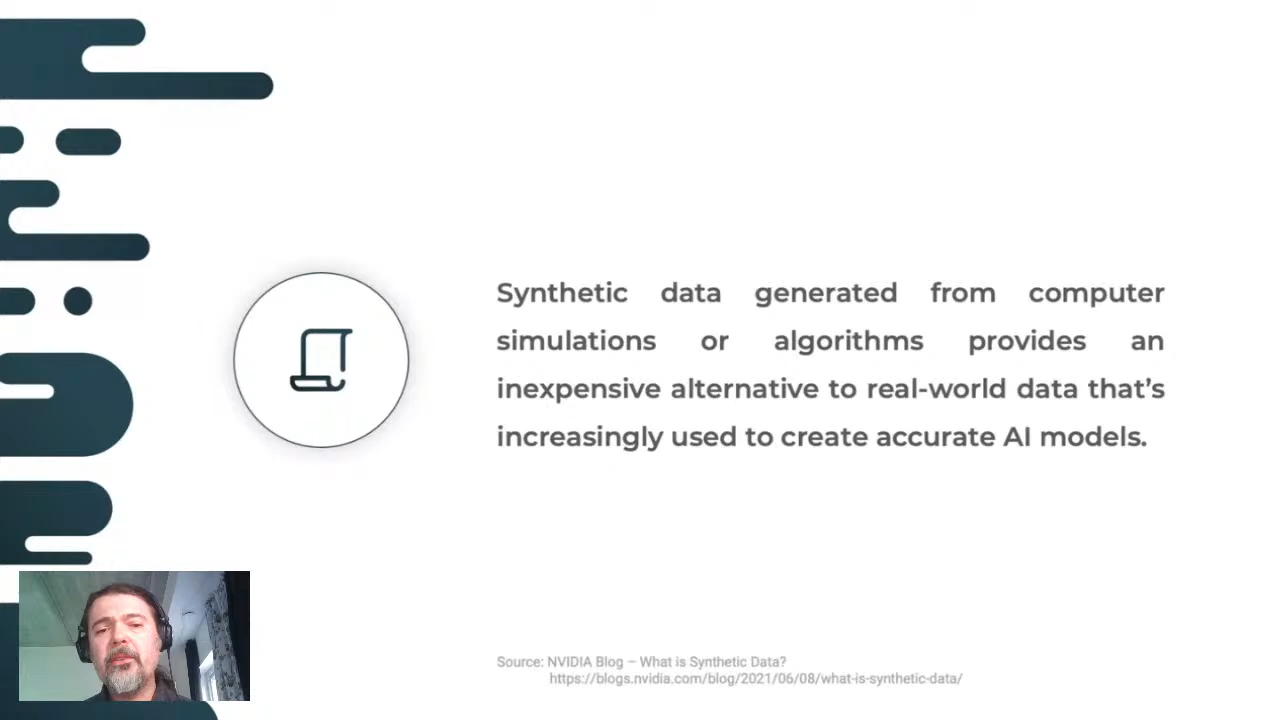 Synthetic data generated from computer
simulations or algorithms provides an
inexpensive alternative to real-world data that’s
increasingly used to create accurate AI models.
Source: NVIDIA Blog – What is Synthetic Data?
https://blogs.nvidia.com/blog/2021/06/08/what-is-synthetic-data/